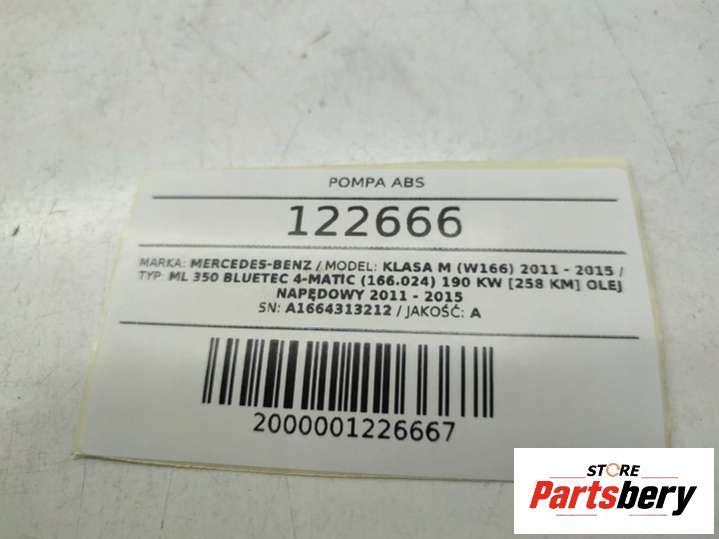 POMPA ABS
122666
MARKA: MERCEDES-BENZ / MODEL: KLASA M (W166) 2011 - 2015 /
TYP: ML 350 BLUETEC 4-MATIC (166.024) 190 KW [258 KM] OLEJ
NAPĘDOWY 2011 - 2015
SN: A1664313212 / JAKOŚĆ: A
2000001226667
STORE
Partsbery